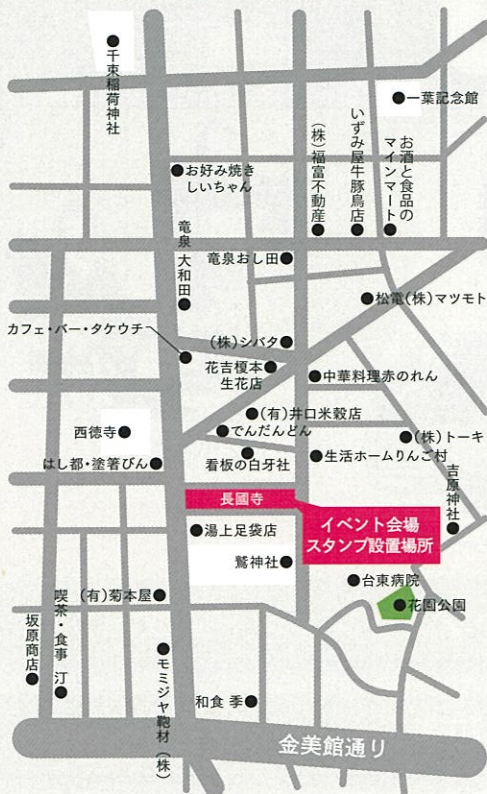 千束稲荷神社
一葉記念館
お好み焼き
しいちゃん
(株)福富不動産
いずみ屋牛豚鳥店
お酒と食品の
マインマート
竜泉 大和田
竜泉おし田
松電(株)マツモト
カフェ・バー・タケウチ
(株)シバタ
花吉榎本
生花店
中華料理赤のれん
(有)井口米穀店
でんだんどん
(株)トーキ
西徳寺
看板の白牙社
生活ホームりんご村
はし都・塗箸びん
吉原神社
長國寺
イベント会場
スタンプ設置場所
湯上足袋店
鷲神社
台東病院
花園公園
(有)菊本屋
喫茶・食事 汀
坂原商店
モミジヤ鞄材(株)
和食 季
金美館通り